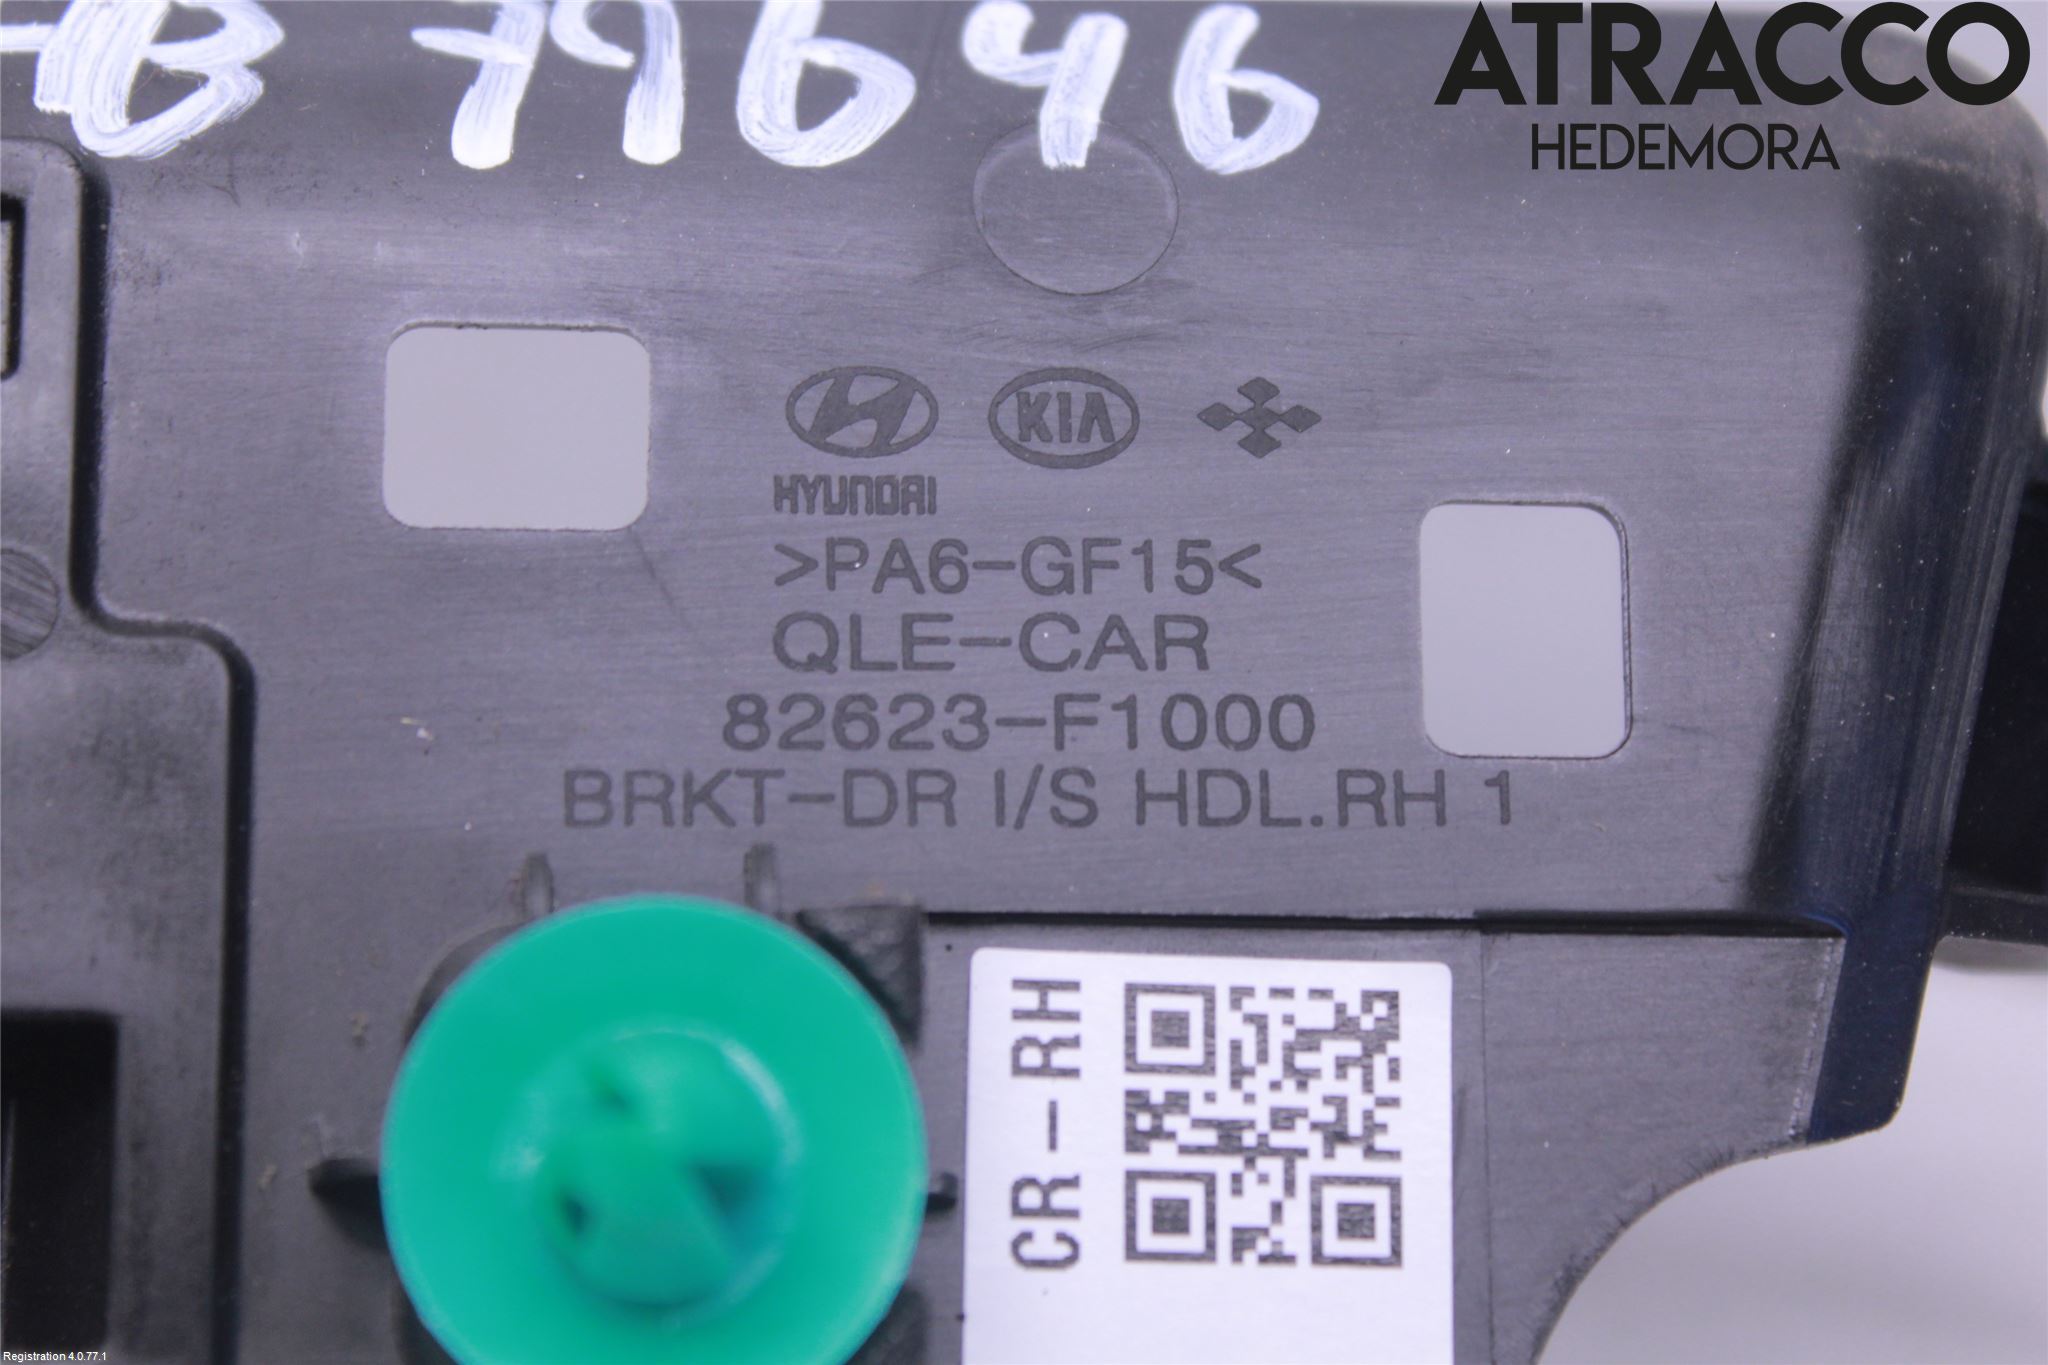 B 79646
ATRACCO
HEDEMORA
KIA
HYUNDAI
>PA6-GF15<
QLE-CAR
82623-F1000
BRKT-DR I/S HDL.RH 1
CR-RH
Registration 4.0.77.1